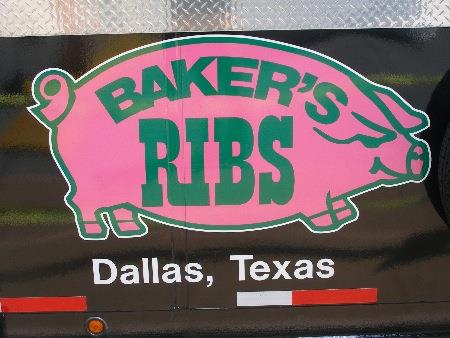 BAKER'S
RIBS
Dallas, Texas